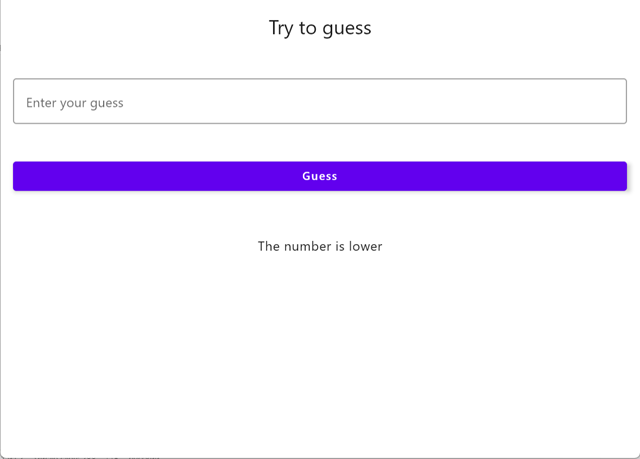 Try to guess
Enter your guess
Guess
The number is lower